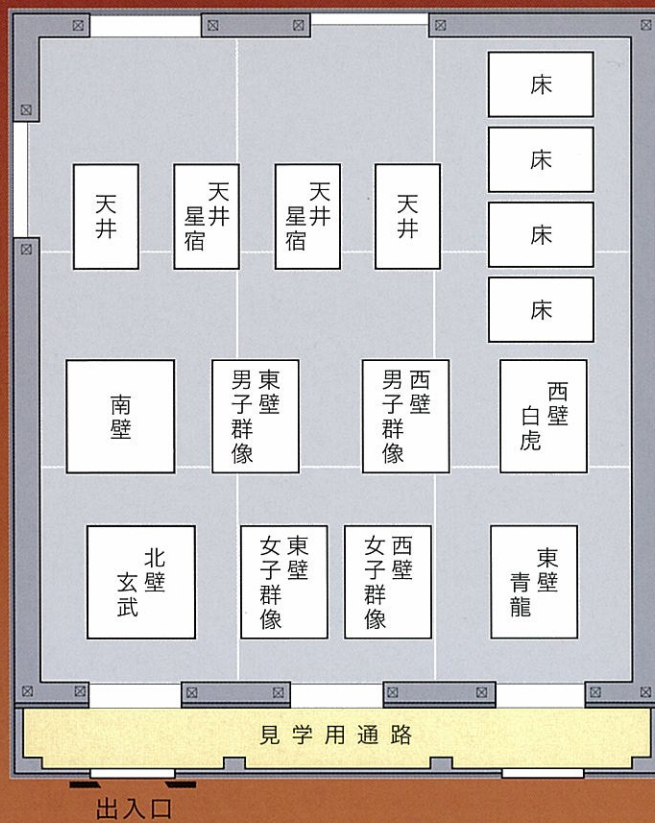 床
床
床
床
天井
天井
星宿
天井
星宿
天井
南壁
東壁
男子群像
西壁
男子群像
西壁
白虎
北壁
玄武
東壁
女子群像
西壁
女子群像
東壁
青龍
見学用通路
出入口